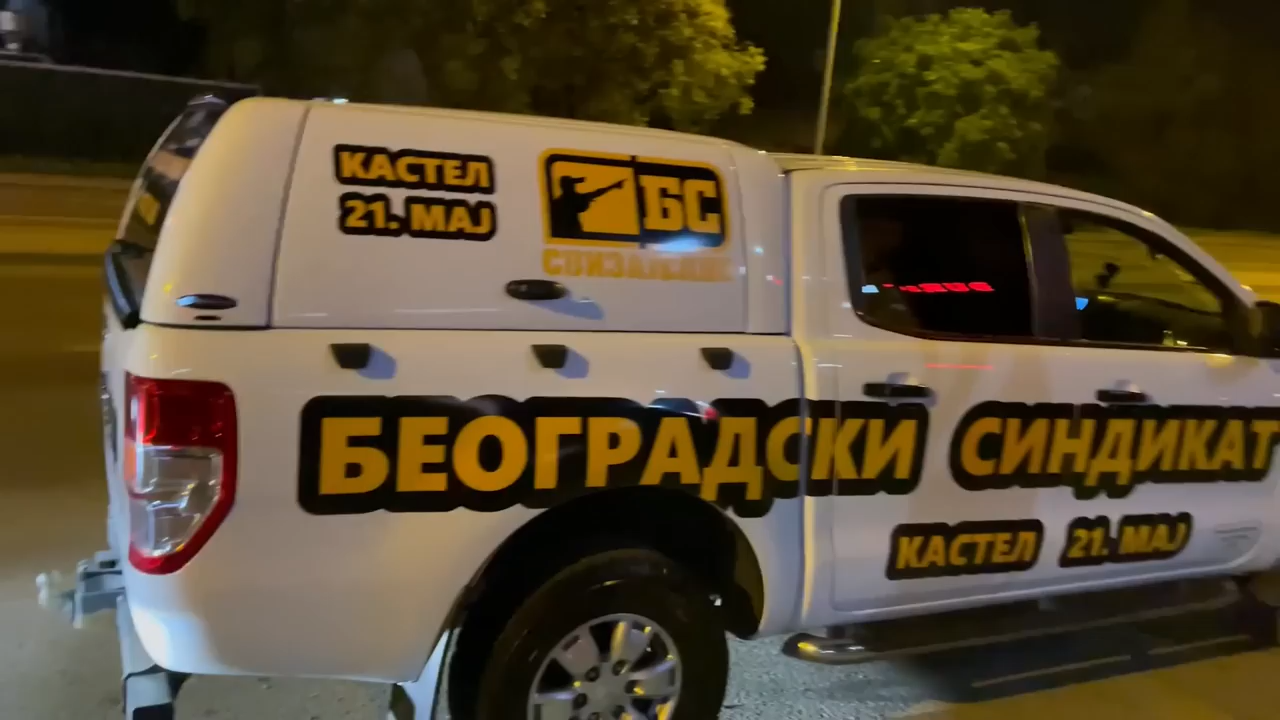 КАСТЕЛ
21. МАЈ
БС
БЕОГРАДСКИ СИНДИКАТ
КАСТЕЛ 21. МАЈ